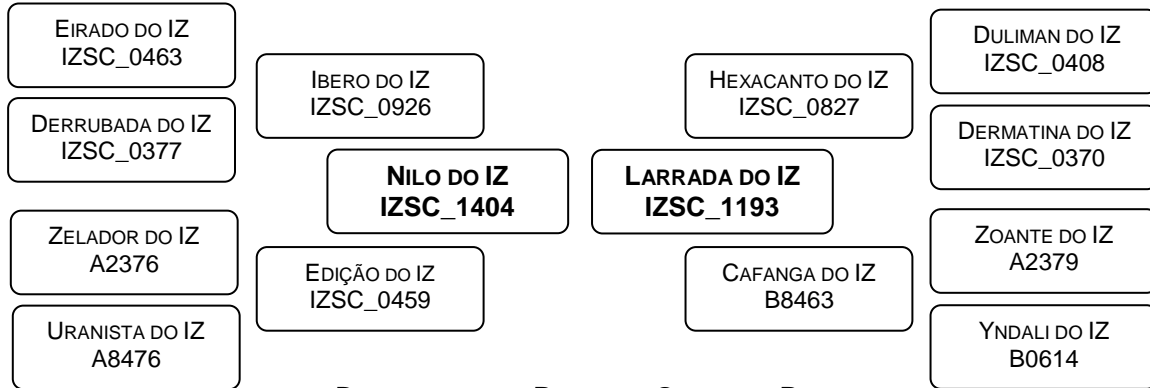 EIRADO DO IZ
IZSC_0463
DERRUBADA DO IZ
IZSC_0377
ZELADOR DO IZ
A2376
URANISTA DO IZ
A8476
IBERO DO IZ
IZSC_0926
EDIÇÃO DO IZ
IZSC_0459
NILO DO IZ
IZSC_1404
LARRADA DO IZ
IZSC_1193
HEXACANTO DO IZ
IZSC_0827
CAFANGA DO IZ
B8463
DULIMAN DO IZ
IZSC_0408
DERMATINA DO IZ
IZSC_0370
ZOANTE DO IZ
A2379
YNDALI DO IZ
B0614